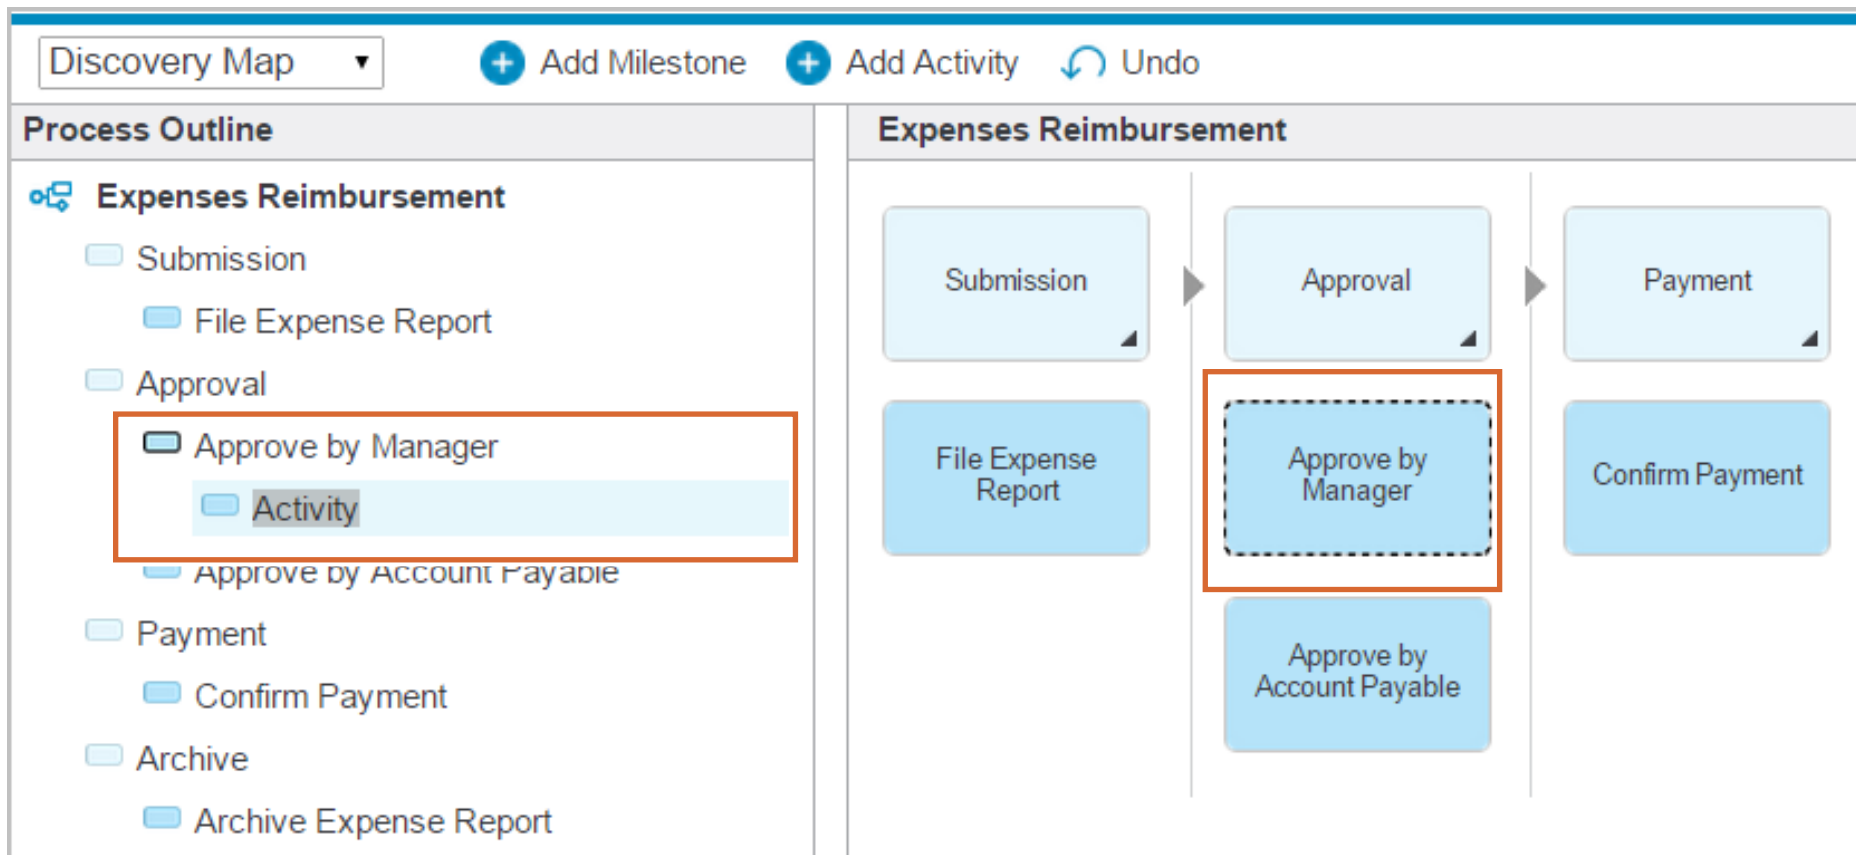 Discovery Map
Add Milestone
Add Activity
Undo
Process Outline
Expenses Reimbursement
Submission
File Expense Report
Approval
Approve by Manager
Activity
Approve by Account Payable
Payment
Confirm Payment
Archive
Archive Expense Report
Expenses Reimbursement
Submission
Approval
Payment
File Expense
Report
Approve by
Manager
Confirm Payment
Approve by
Account Payable